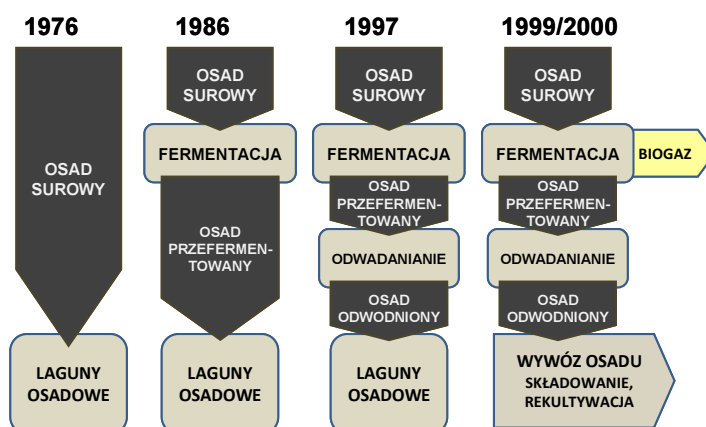 1976
1986
1997
1999/2000
OSAD
SUROWY
LAGUNY
OSADOWE
OSAD
SUROWY
FERMENTACJA
OSAD
PRZEFERMEN-
TOWANY
LAGUNY
OSADOWE
OSAD
SUROWY
FERMENTACJA
OSAD
PRZEFERMEN-
TOWANY
ODWADANIANIE
OSAD
ODWODNIONY
LAGUNY
OSADOWE
OSAD
SUROWY
FERMENTACJA
BIOGAZ
OSAD
PRZEFERMEN-
TOWANY
ODWADANIANIE
OSAD
ODWODNIONY
WYWÓZ OSADU
SKŁADOWANIE,
REKULTYWACJA